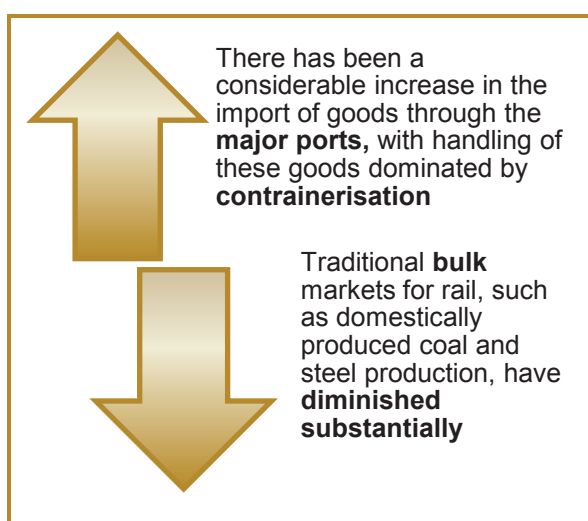 There has been a
considerable increase in the
import of goods through the
major ports, with handling of
these goods dominated by
contrainerisation
Traditional bulk
markets for rail, such
as domestically
produced coal and
steel production, have
diminished
substantially